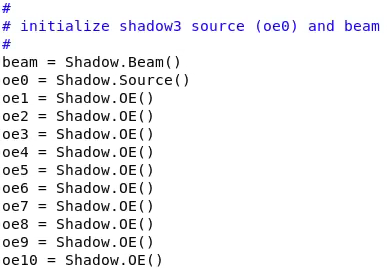 #
# initialize shadow3 source (oe0) and beam
#
beam = Shadow.Beam()
oe0 = Shadow.Source()
oe1 = Shadow.OE()
oe2 = Shadow.OE()
oe3 = Shadow.OE()
oe4 = Shadow.OE()
oe5 = Shadow.OE()
oe6 = Shadow.OE()
oe7 = Shadow.OE()
oe8 = Shadow.OE()
oe9 = Shadow.OE()
oe10 = Shadow.OE()